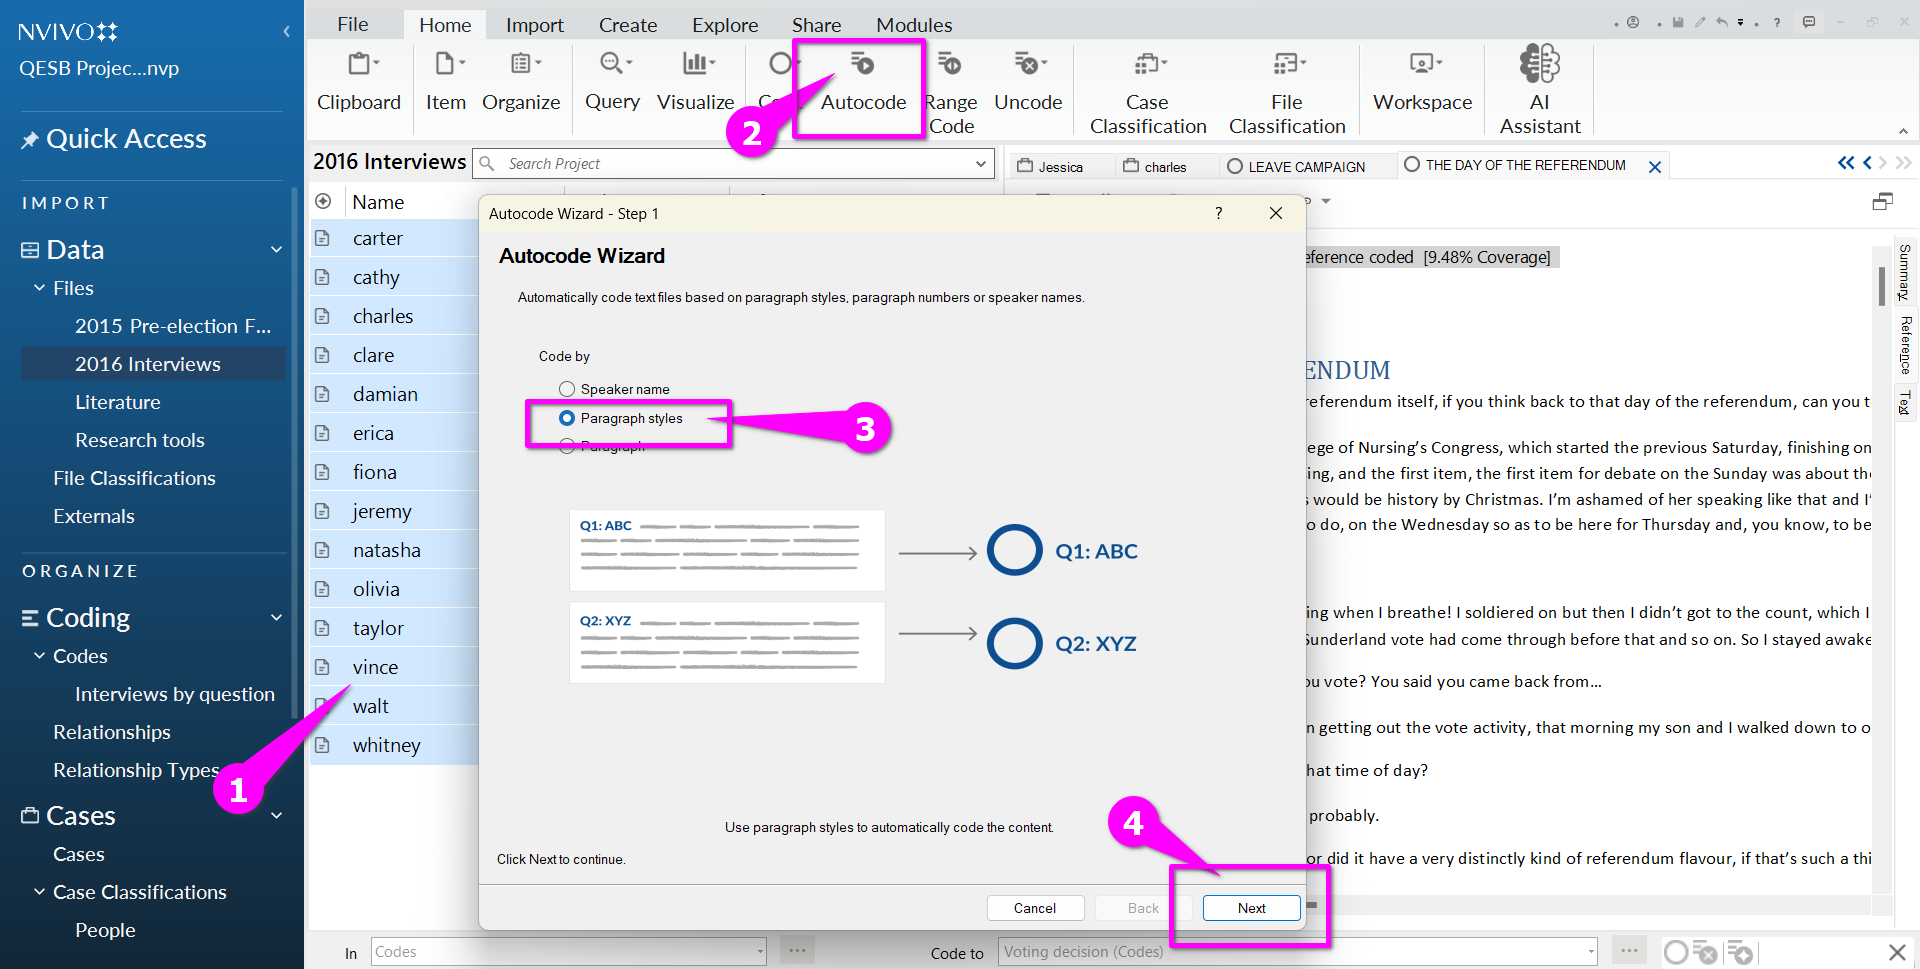 NVIVO
QESB Projec...nvp
Quick Access
IMPORT
Data
Files
2015 Pre-election F...
2016 Interviews
Literature
Research tools
File Classifications
Externals
ORGANIZE
Coding
Codes
Interviews by question
Relationships
Relationship Types
Cases
Cases
Case Classifications
People
File
Home
Import
Create
Explore
Share
Modules
?
Clipboard
Item
Organize
Query
Visualize
Autocode
Range
Code
Uncode
Case
Classification
File
Classification
Workspace
AI
Assistant
2016 Interviews
Search Project
Name
carter
cathy
charles
clare
damian
erica
fiona
jeremy
natasha
olivia
taylor
vince
walt
whitney
1
2
3
4
Autocode Wizard - Step 1
?
Autocode Wizard
Automatically code text files based on paragraph styles, paragraph numbers or speaker names.
Code by
Speaker name
Paragraph styles
Paragraph
Q1: ABC
Q1: ABC
Q2: XYZ
Q2: XYZ
Use paragraph styles to automatically code the content.
Click Next to continue.
Cancel
Back
Next
Jessica
charles
LEAVE CAMPAIGN
THE DAY OF THE REFERENDUM
eference coded [9.48% Coverage]
ENDUM
referendum itself, if you think back to that day of the referendum, can you t
ege of Nursing's Congress, which started the previous Saturday, finishing on
ing, and the first item, the first item for debate on the Sunday was about the
s would be history by Christmas. I'm ashamed of her speaking like that and I'
o do, on the Wednesday so as to be here for Thursday and, you know, to be
ing when I breathe! I soldiered on but then I didn't got to the count, which I
Sunderland vote had come through before that and so on. So I stayed awake
ou vote? You said you came back from...
n getting out the vote activity, that morning my son and I walked down to o
hat time of day?
probably.
or did it have a very distinctly kind of referendum flavour, if that's such a thi
Summary
Reference
Text
In
Codes
...
Code to
Voting decision (Codes)
...